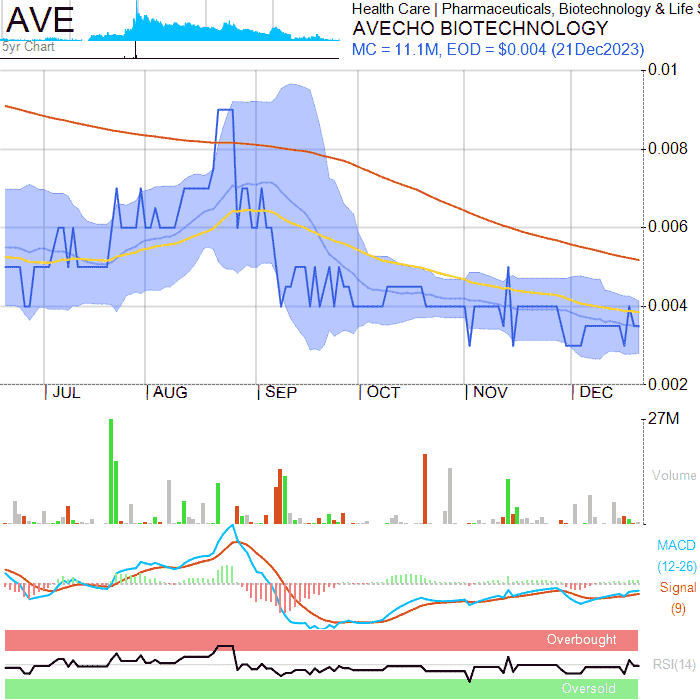 AVE
5yr Chart
Health Care | Pharmaceuticals, Biotechnology & Life S
AVECHO BIOTECHNOLOGY
MC = 11.1M, EOD = $0.004 (21Dec2023)
0.01
0.008
0.006
0.004
0.002
JUL AUG SEP OCT NOV DEC
27M
Volume
MACD
(12-26)
Signal
(9)
Overbought
RSI(14)
Oversold